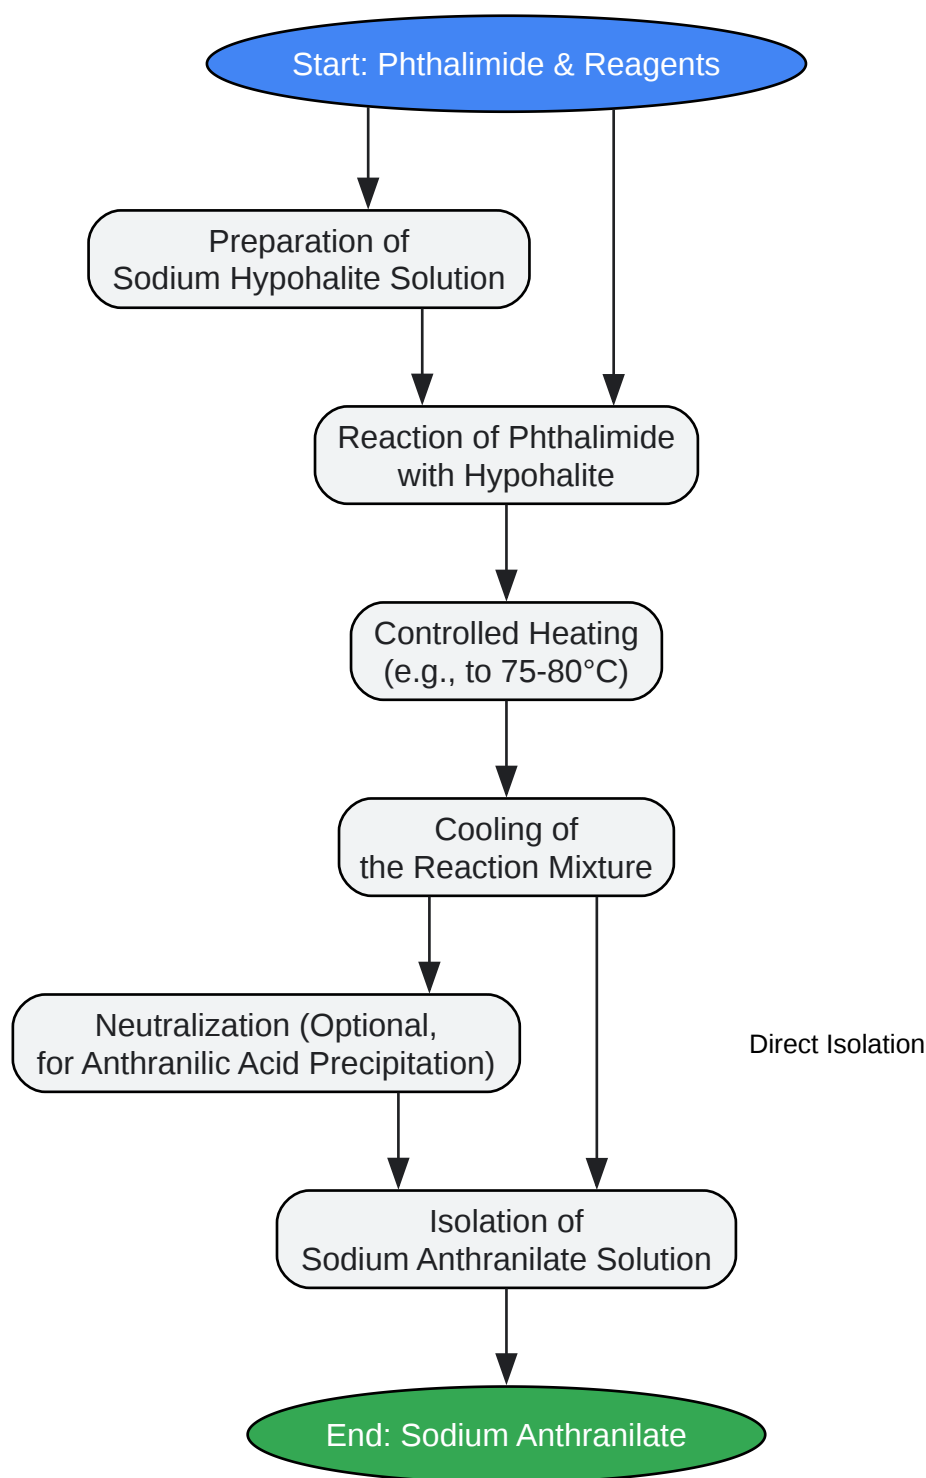 Start: Phthalimide & Reagents
Preparation of
Sodium Hypohalite Solution
Reaction of Phthalimide
with Hypohalite
Controlled Heating
(e.g., to 75-80°C)
Cooling of
the Reaction Mixture
Neutralization (Optional,
for Anthranilic Acid Precipitation)
Direct Isolation
Isolation of
Sodium Anthranilate Solution
End: Sodium Anthranilate